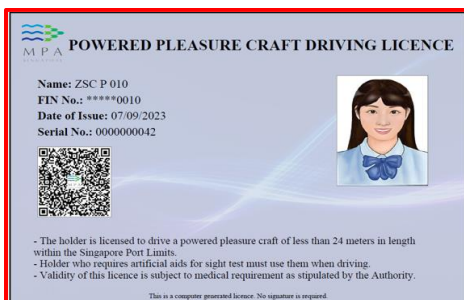 MPA
POWERED PLEASURE CRAFT DRIVING LICENCE
Name: ZSC P 010
FIN No.: *****0010
Date of Issue: 07/09/2023
Serial No.: 0000000042
- The holder is licensed to drive a powered pleasure craft of less than 24 meters in length
within the Singapore Port Limits.
- Holder who requires artificial aids for sight test must use them when driving.
- Validity of this licence is subject to medical requirement as stipulated by the Authority.
This is a computer generated licence. No signature is required.